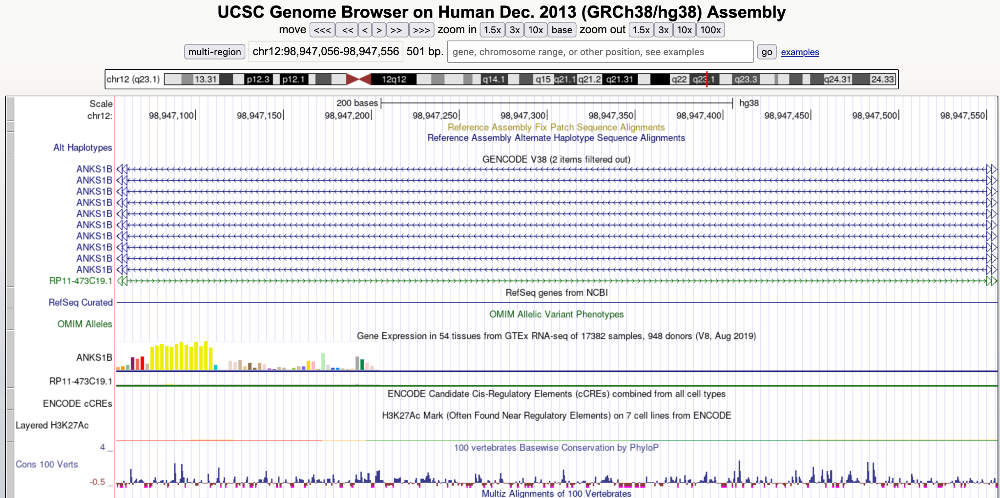 UCSC Genome Browser on Human Dec. 2013 (GRCh38/hg38) Assembly
move <<< << < > >> >>> zoom in 1.5x 3x 10x base zoom out 1.5x 3x 10x 100x
multi-region chr12:98,947,056-98,947,556 501 bp. gene, chromosome range, or other position, see examples go examples
chr12 (q23.1) 13.31 p12.3 p12.1 12q12 q14.1 q15 q21.1 q21.2 q21.31 q22 q23.1 q23.3 q24.31 24.33
Scale 200 bases hg38
chr12: 98,947,100 98,947,150 98,947,200 98,947,250 98,947,300 98,947,350 98,947,400 98,947,450 98,947,500 98,947,550
Reference Assembly Fix Patch Sequence Alignments
Reference Assembly Alternate Haplotype Sequence Alignments
Alt Haplotypes
GENCODE V38 (2 items filtered out)
ANKS1B
ANKS1B
ANKS1B
ANKS1B
ANKS1B
ANKS1B
ANKS1B
ANKS1B
ANKS1B
ANKS1B
RP11-473C19.1
RefSeq genes from NCBI
RefSeq Curated
OMIM Allelic Variant Phenotypes
OMIM Alleles
Gene Expression in 54 tissues from GTEx RNA-seq of 17382 samples, 948 donors (V8, Aug 2019)
ANKS1B
RP11-473C19.1
ENCODE Candidate Cis-Regulatory Elements (cCREs) combined from all cell types
ENCODE cCREs
H3K27Ac Mark (Often Found Near Regulatory Elements) on 7 cell lines from ENCODE
Layered H3K27Ac
4 _ 100 vertebrates Basewise Conservation by PhyloP
Cons 100 Verts
-0.5 _
Multiz Alignments of 100 Vertebrates